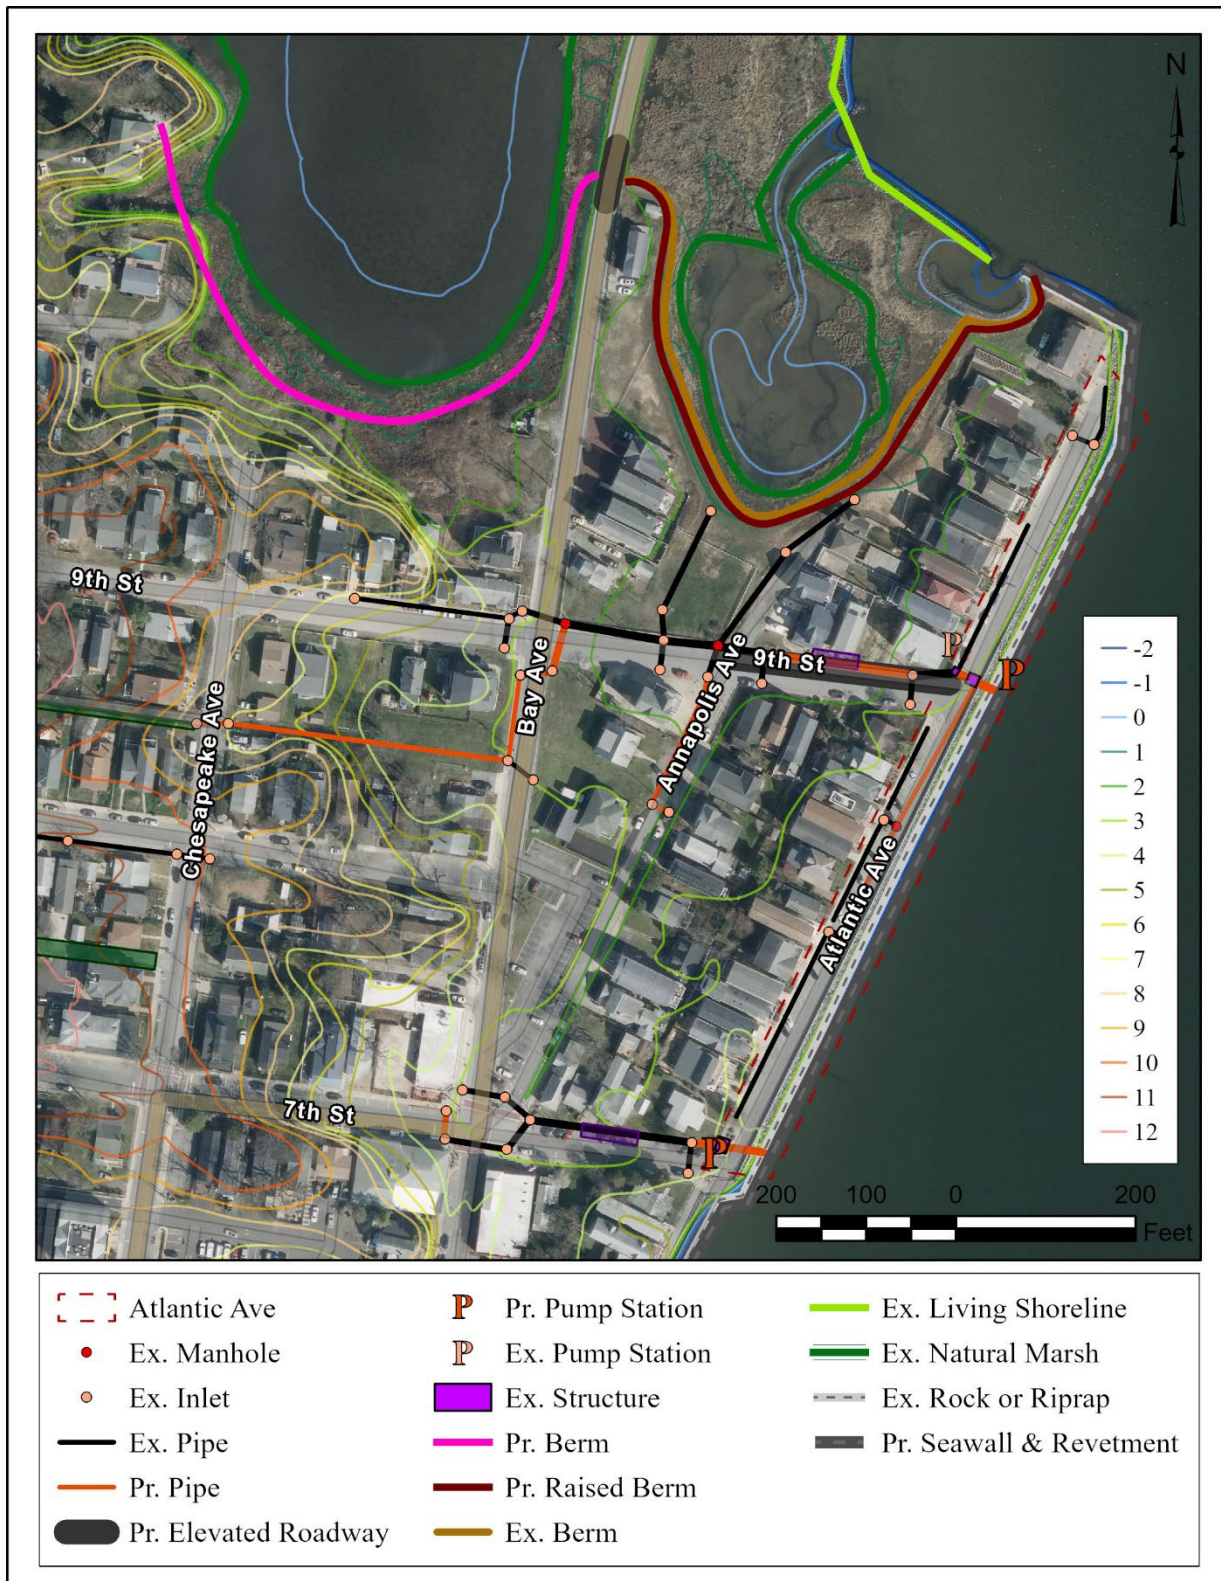 N
9th St
Bay Ave
Annapolis Ave
9th St
P
P
Chesapeake Ave
Atlantic Ave
7th St
P
-2
-1
0
1
2
3
4
5
6
7
8
9
10
11
12
200 100 0 200
Feet
Atlantic Ave
Ex. Manhole
Ex. Inlet
Ex. Pipe
Pr. Pipe
Pr. Elevated Roadway
P Pr. Pump Station
P Ex. Pump Station
Ex. Structure
Pr. Berm
Pr. Raised Berm
Ex. Berm
Ex. Living Shoreline
Ex. Natural Marsh
Ex. Rock or Riprap
Pr. Seawall & Revetment